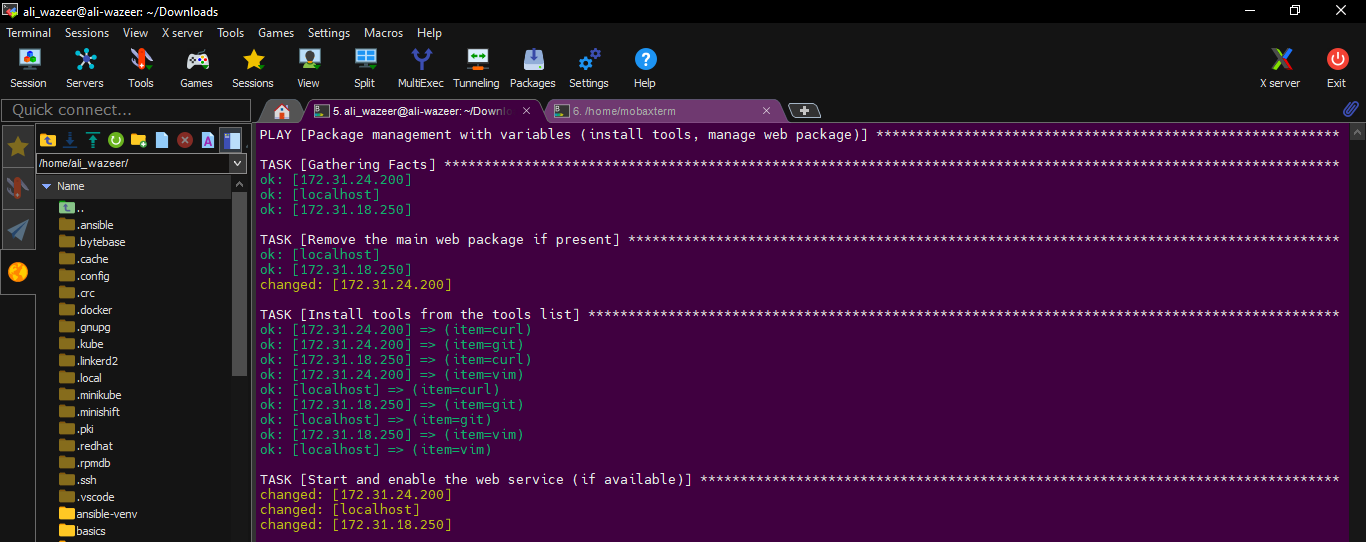 ali_wazeer@ali-wazeer: ~/Downloads
Terminal Sessions View X server Tools Games Settings Macros Help
Session Servers Tools Games Sessions View Split MultiExec Tunneling Packages Settings Help X server Exit
Quick connect...
5. ali_wazeer@ali-wazeer: ~/Downlo
6. /home/mobaxterm
/home/ali_wazeer/
Name
..
.ansible
.bytebase
.cache
.config
.crc
.docker
.gnupg
.kube
.linkerd2
.local
.minikube
.minishift
.pki
.redhat
.rpmdb
.ssh
.vscode
ansible-venv
basics
PLAY [Package management with variables (install tools, manage web package)] **********************************************************
TASK [Gathering Facts] ****************************************************************************************************************
ok: [172.31.24.200]
ok: [localhost]
ok: [172.31.18.250]
TASK [Remove the main web package if present] *****************************************************************************************
ok: [localhost]
ok: [172.31.18.250]
changed: [172.31.24.200]
TASK [Install tools from the tools list] **********************************************************************************************
ok: [172.31.24.200] => (item=curl)
ok: [172.31.24.200] => (item=git)
ok: [172.31.18.250] => (item=curl)
ok: [172.31.24.200] => (item=vim)
ok: [localhost] => (item=curl)
ok: [172.31.18.250] => (item=git)
ok: [localhost] => (item=git)
ok: [172.31.18.250] => (item=vim)
ok: [localhost] => (item=vim)
TASK [Start and enable the web service (if available)] ********************************************************************************
changed: [172.31.24.200]
changed: [localhost]
changed: [172.31.18.250]